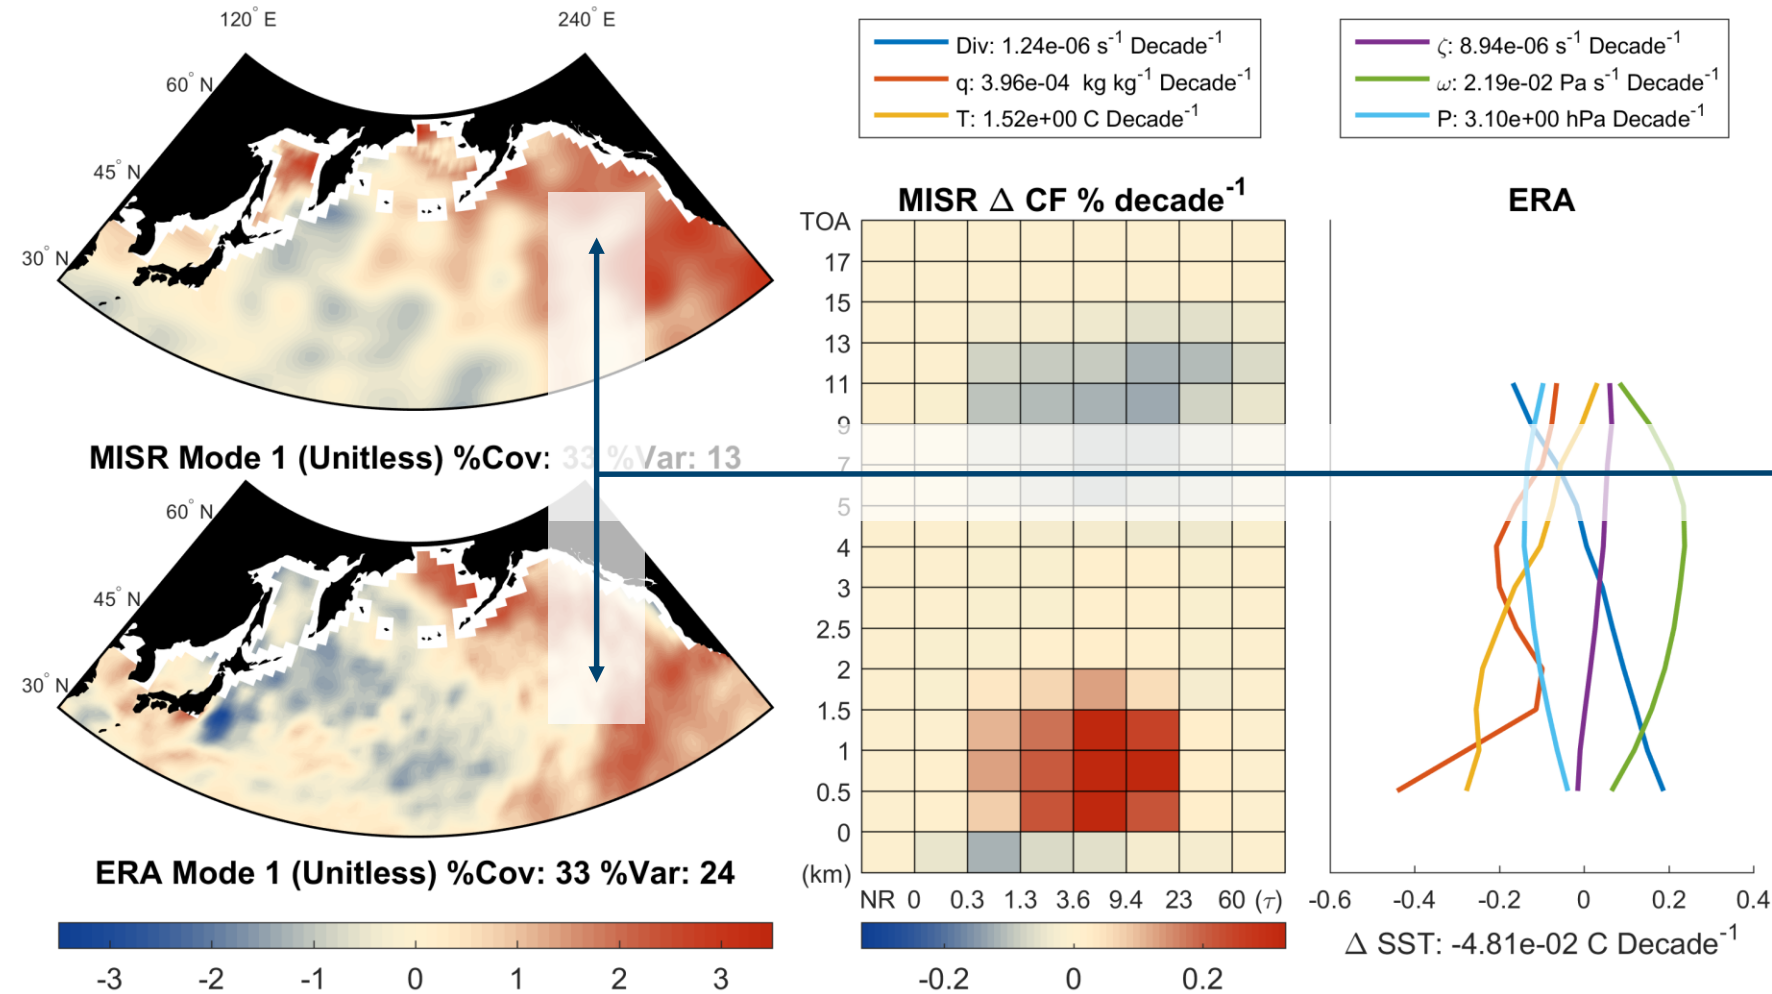 120° E
240° E
60° N
45° N
30° N
MISR Mode 1 (Unitless) %Cov: 33 %Var: 13
60° N
45° N
30° N
ERA Mode 1 (Unitless) %Cov: 33 %Var: 24
-3 -2 -1 0 1 2 3
Div: 1.24e-06 s⁻¹ Decade⁻¹
q: 3.96e-04 kg kg⁻¹ Decade⁻¹
T: 1.52e+00 C Decade⁻¹
ζ: 8.94e-06 s⁻¹ Decade⁻¹
ω: 2.19e-02 Pa s⁻¹ Decade⁻¹
P: 3.10e+00 hPa Decade⁻¹
MISR Δ CF % decade⁻¹
TOA
17
15
13
11
9
7
5
4
3
2.5
2
1.5
1
0.5
0
(km)
NR 0 0.3 1.3 3.6 9.4 23 60 (τ)
-0.2 0 0.2
ERA
-0.6 -0.4 -0.2 0 0.2 0.4
Δ SST: -4.81e-02 C Decade⁻¹